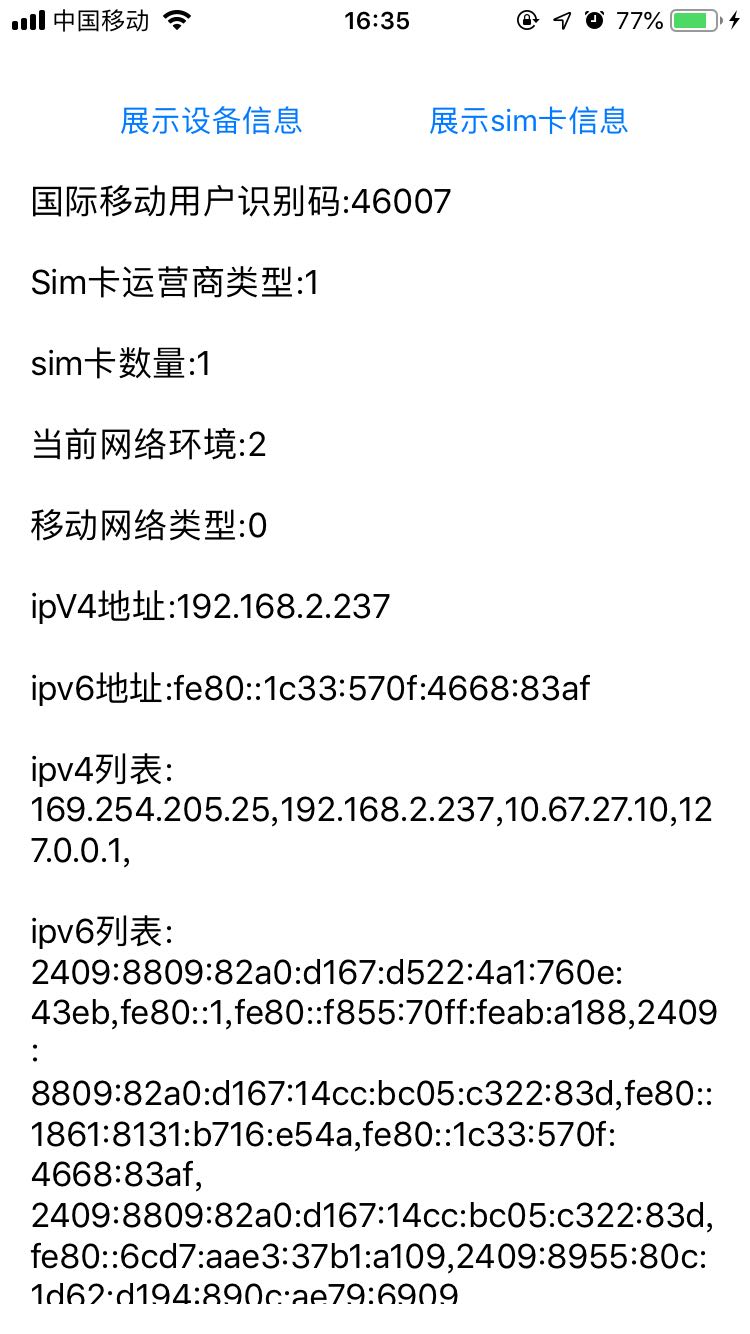 中国移动 16:35 77%
展示设备信息 展示sim卡信息
国际移动用户识别码:46007
Sim卡运营商类型:1
sim卡数量:1
当前网络环境:2
移动网络类型:0
ipV4地址:192.168.2.237
ipv6地址:fe80::1c33:570f:4668:83af
ipv4列表:
169.254.205.25,192.168.2.237,10.67.27.10,12
7.0.0.1,
ipv6列表:
2409:8809:82a0:d167:d522:4a1:760e:
43eb,fe80::1,fe80::f855:70ff:feab:a188,2409
:
8809:82a0:d167:14cc:bc05:c322:83d,fe80::
1861:8131:b716:e54a,fe80::1c33:570f:
4668:83af,
2409:8809:82a0:d167:14cc:bc05:c322:83d,
fe80::6cd7:aae3:37b1:a109,2409:8955:80c:
1d62:d194:890c:ae79:6909